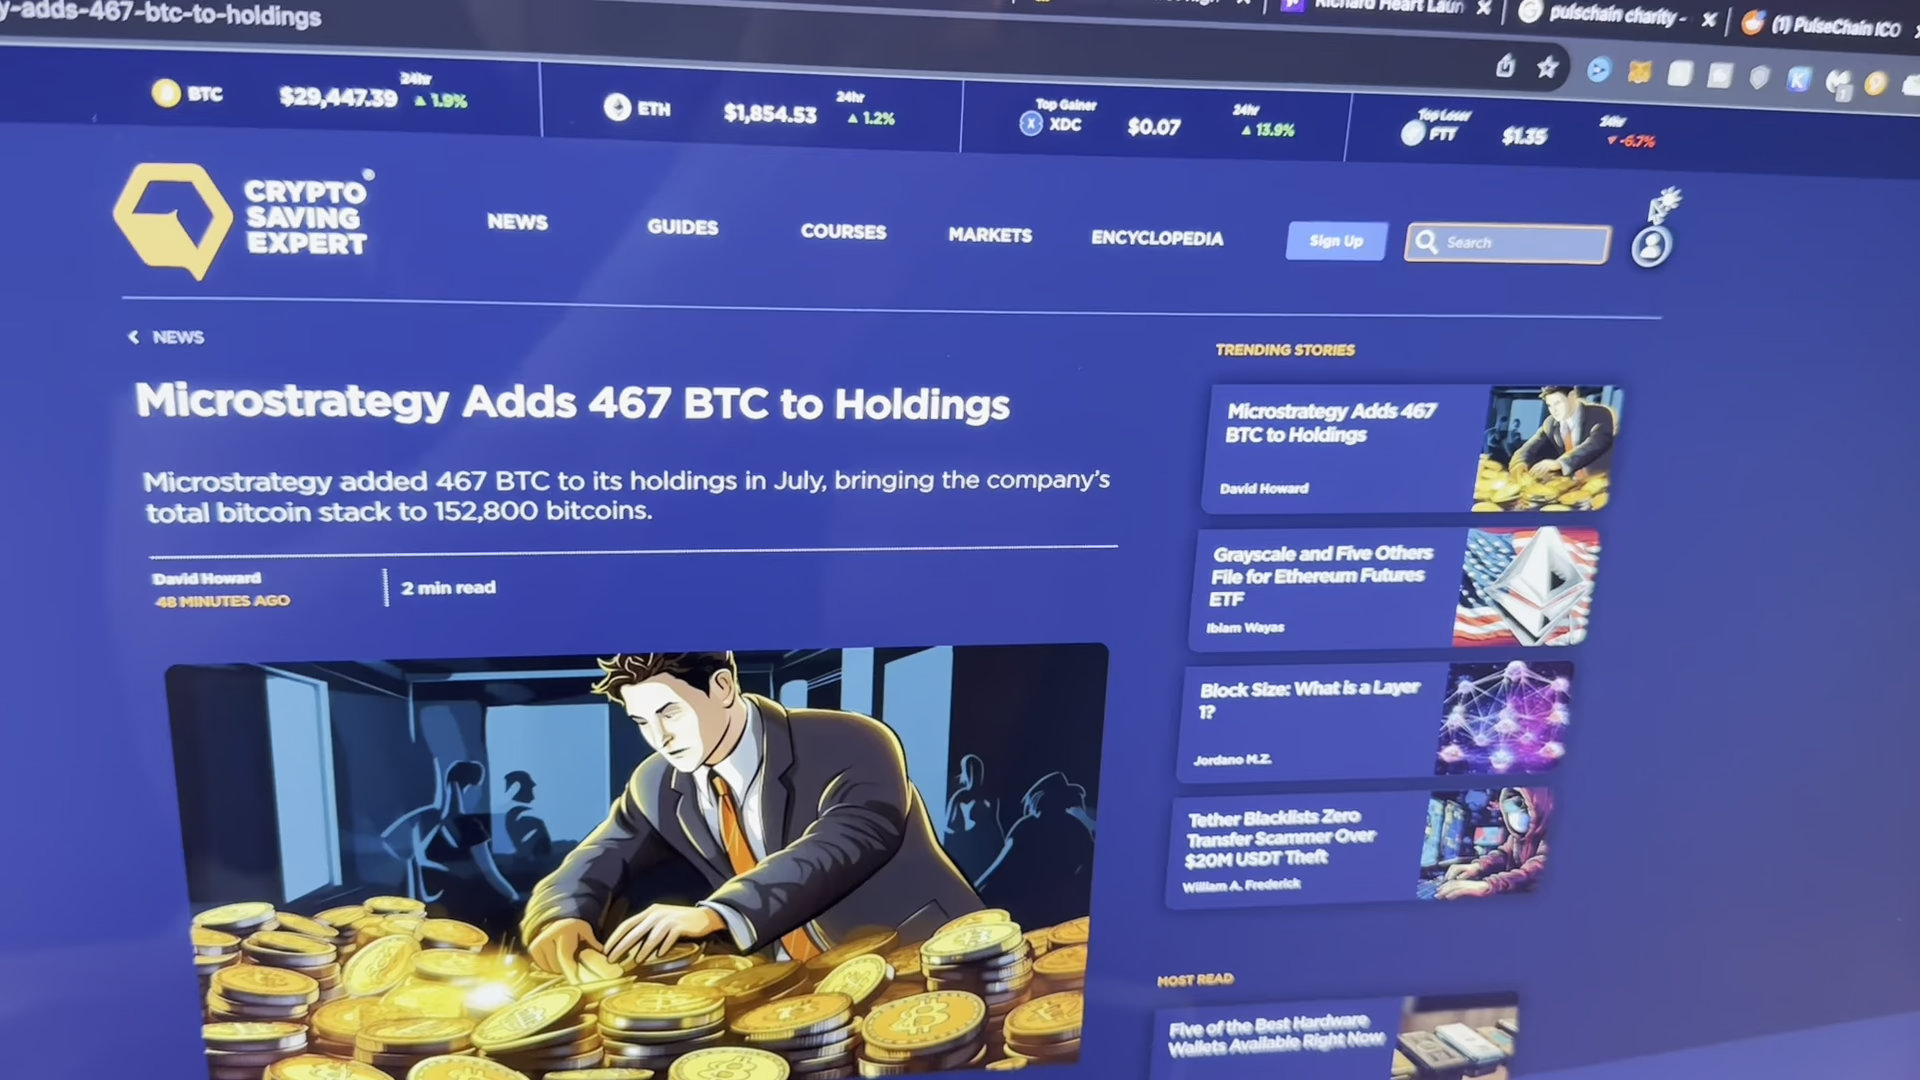 y-adds-467-btc-to-holdings
Richard Heart Laun
pulschain charity -
(1) PulseChain ICO
BTC
$29,447.39
24hr
1.9%
ETH
$1,854.53
24hr
1.2%
Top Gainer
XDC
$0.07
24hr
13.9%
Top Loser
FTT
$1.35
24hr
-6.7%
CRYPTO
SAVING
EXPERT
®
NEWS
GUIDES
COURSES
MARKETS
ENCYCLOPEDIA
Sign Up
Search
NEWS
Microstrategy Adds 467 BTC to Holdings
Microstrategy added 467 BTC to its holdings in July, bringing the company's
total bitcoin stack to 152,800 bitcoins.
David Howard
48 MINUTES AGO
2 min read
TRENDING STORIES
Microstrategy Adds 467
BTC to Holdings
David Howard
Grayscale and Five Others
File for Ethereum Futures
ETF
Ibiam Wayas
Block Size: What is a Layer
1?
Jordano M.Z.
Tether Blacklists Zero
Transfer Scammer Over
$20M USDT Theft
William A. Frederick
MOST READ
Five of the Best Hardware
Wallets Available Right Now